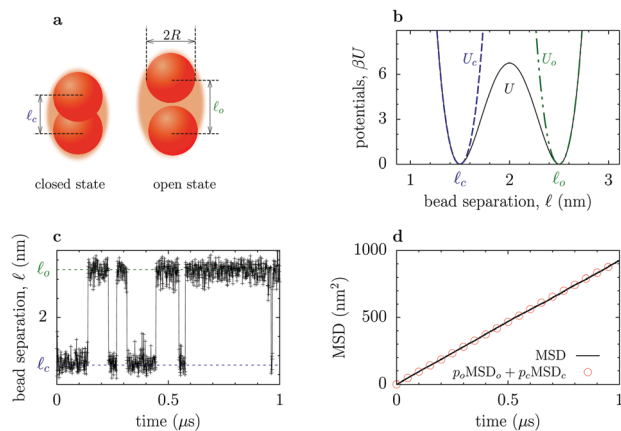 a
2R
ℓc
ℓo
closed state
open state
b
potentials, βU
6
3
0
Uc
Uo
U
1
ℓc
2
ℓo
3
bead separation, ℓ (nm)
c
bead separation, ℓ (nm)
ℓo
2
ℓc
0
0.5
1
time (μs)
d
MSD (nm²)
1000
500
0
MSD
poMSDo + pcMSDc
0
0.5
1
time (μs)